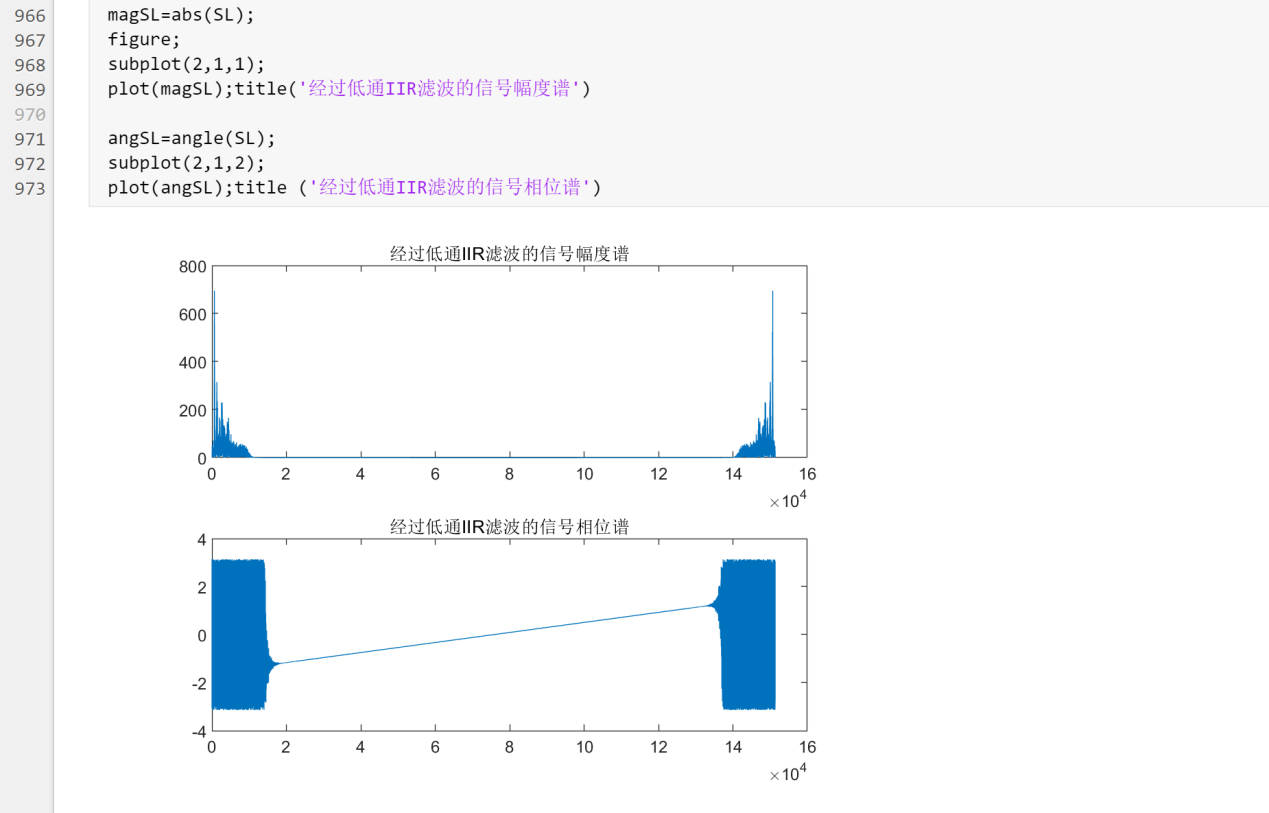 966 magSL=abs(SL);
967 figure;
968 subplot(2,1,1);
969 plot(magSL);title('经过低通IIR滤波的信号幅度谱')
970
971 angSL=angle(SL);
972 subplot(2,1,2);
973 plot(angSL);title ('经过低通IIR滤波的信号相位谱')
经过低通IIR滤波的信号幅度谱
800
600
400
200
0
0 2 4 6 8 10 12 14 16
×10^4
经过低通IIR滤波的信号相位谱
4
2
0
-2
-4
0 2 4 6 8 10 12 14 16
×10^4